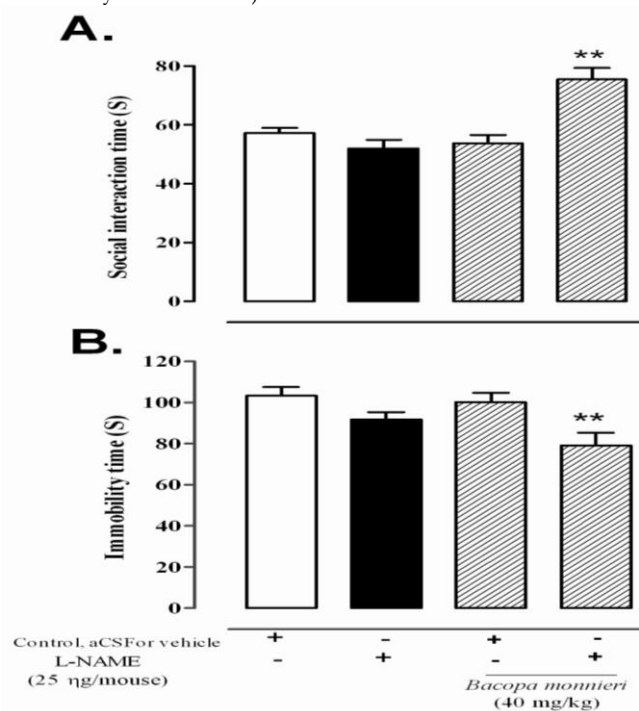 A.
**
80
60
40
20
0
Social interaction time (S)
B.
**
120
100
80
60
40
20
0
Immobility time (S)
Control, aCSFor vehicle + - + -
L-NAME - + - +
(25 ηg/mouse)
Bacopa monnieri
(40 mg/kg)